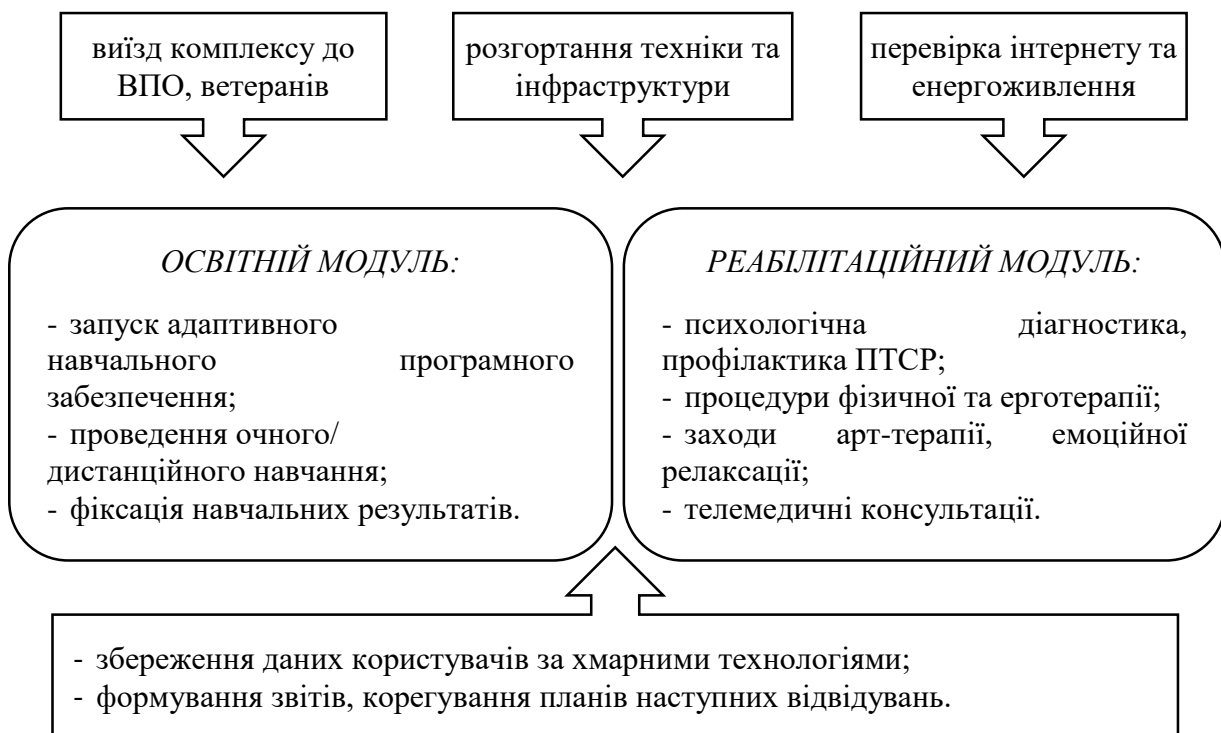 виїзд комплексу до
ВПО, ветеранів
розгортання техніки та
інфраструктури
перевірка інтернету та
енергоживлення
ОСВІТНІЙ МОДУЛЬ:
- запуск адаптивного
навчального програмного
забезпечення;
- проведення очного/
дистанційного навчання;
- фіксація навчальних результатів.
РЕАБІЛІТАЦІЙНИЙ МОДУЛЬ:
- психологічна діагностика,
профілактика ПТСР;
- процедури фізичної та ерготерапії;
- заходи арт-терапії, емоційної
релаксації;
- телемедичні консультації.
- збереження даних користувачів за хмарними технологіями;
- формування звітів, корегування планів наступних відвідувань.